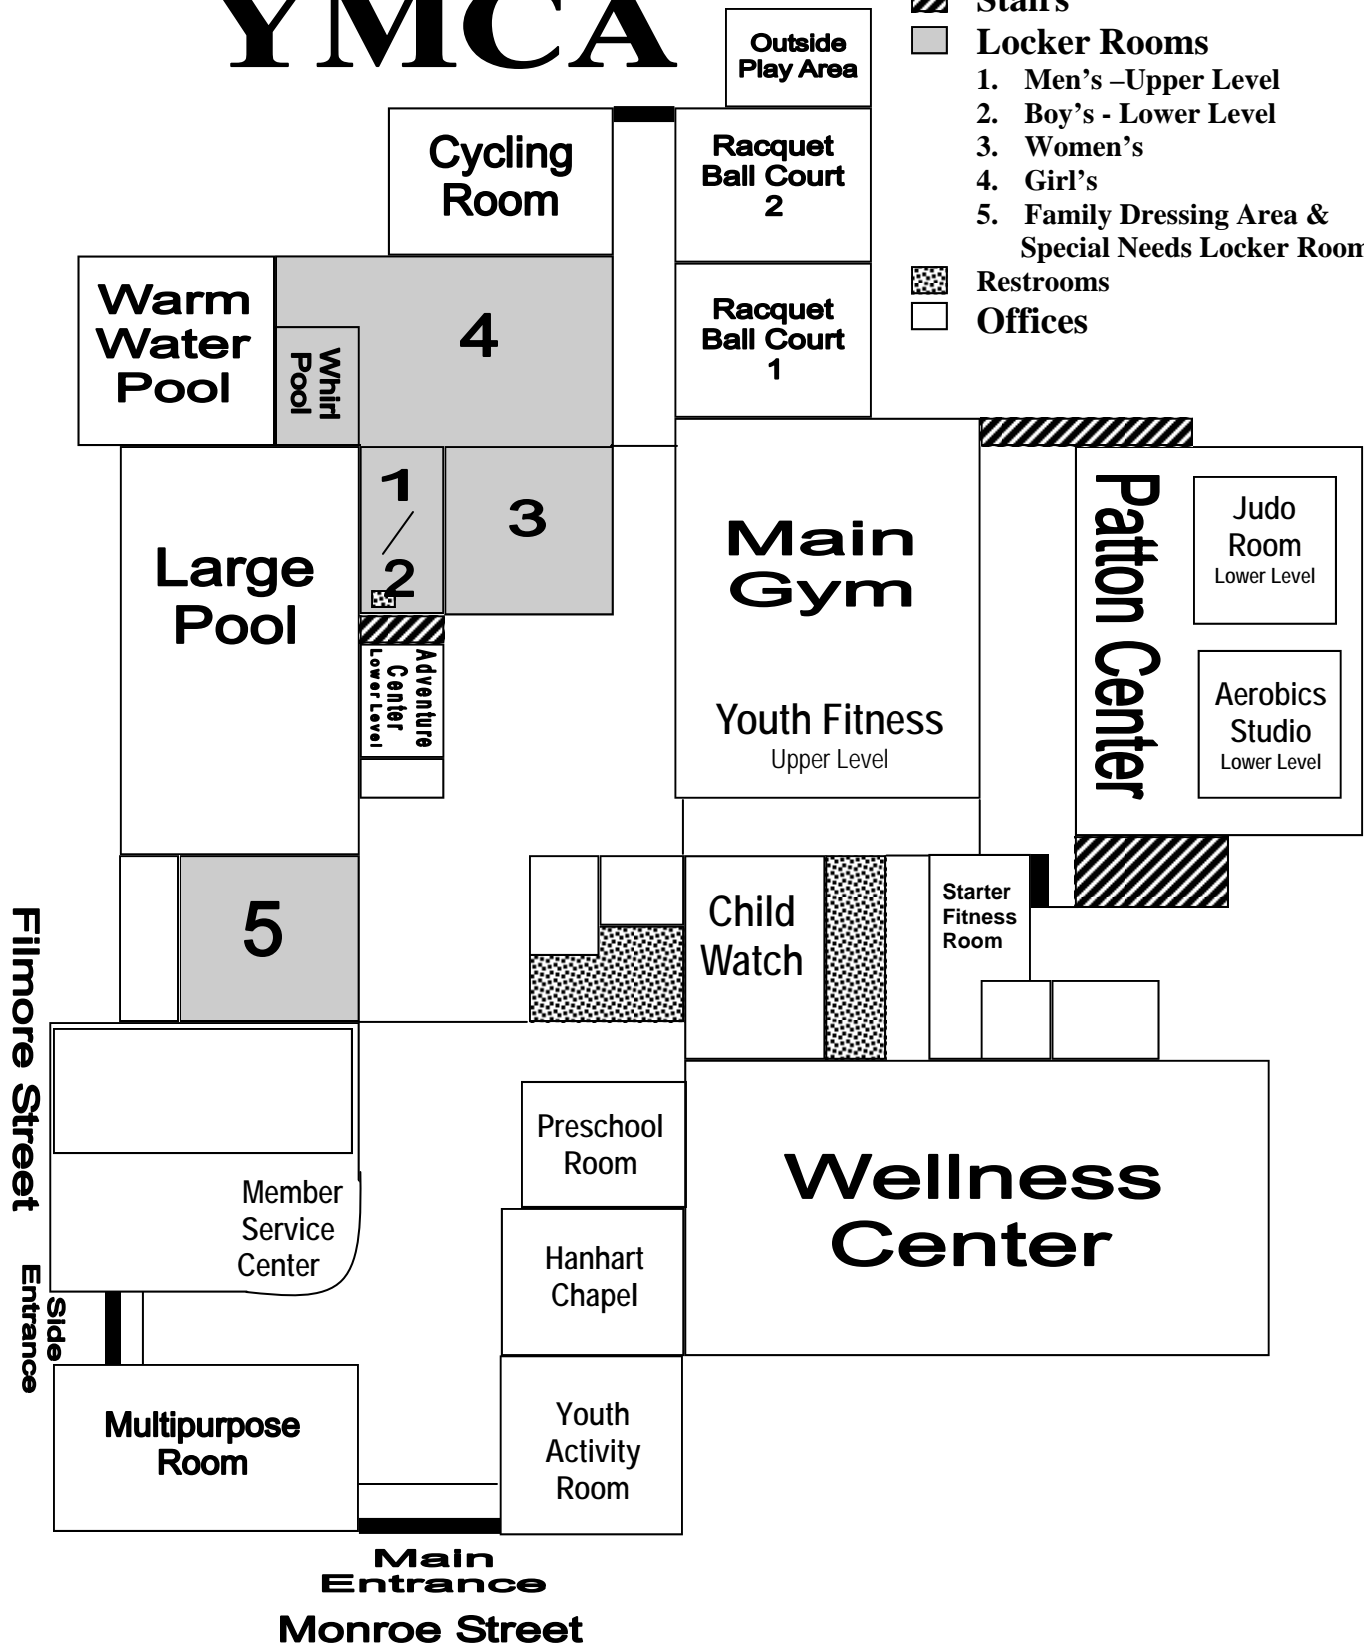 YMCA
Stairs
Locker Rooms
1. Men's –Upper Level
2. Boy's - Lower Level
3. Women's
4. Girl's
5. Family Dressing Area &
Special Needs Locker Room
Restrooms
Offices
Outside
Play Area
Cycling
Room
Racquet
Ball Court
2
Warm
Water
Pool
Whirl
Pool
4
Racquet
Ball Court
1
Large
Pool
1
/
2
3
Main
Gym
Youth Fitness
Upper Level
Patton Center
Judo
Room
Lower Level
Aerobics
Studio
Lower Level
Adventure
Center
Lower Level
5
Child
Watch
Starter
Fitness
Room
Filmore Street
Member
Service
Center
Preschool
Room
Hanhart
Chapel
Wellness
Center
Side
Entrance
Multipurpose
Room
Youth
Activity
Room
Main
Entrance
Monroe Street